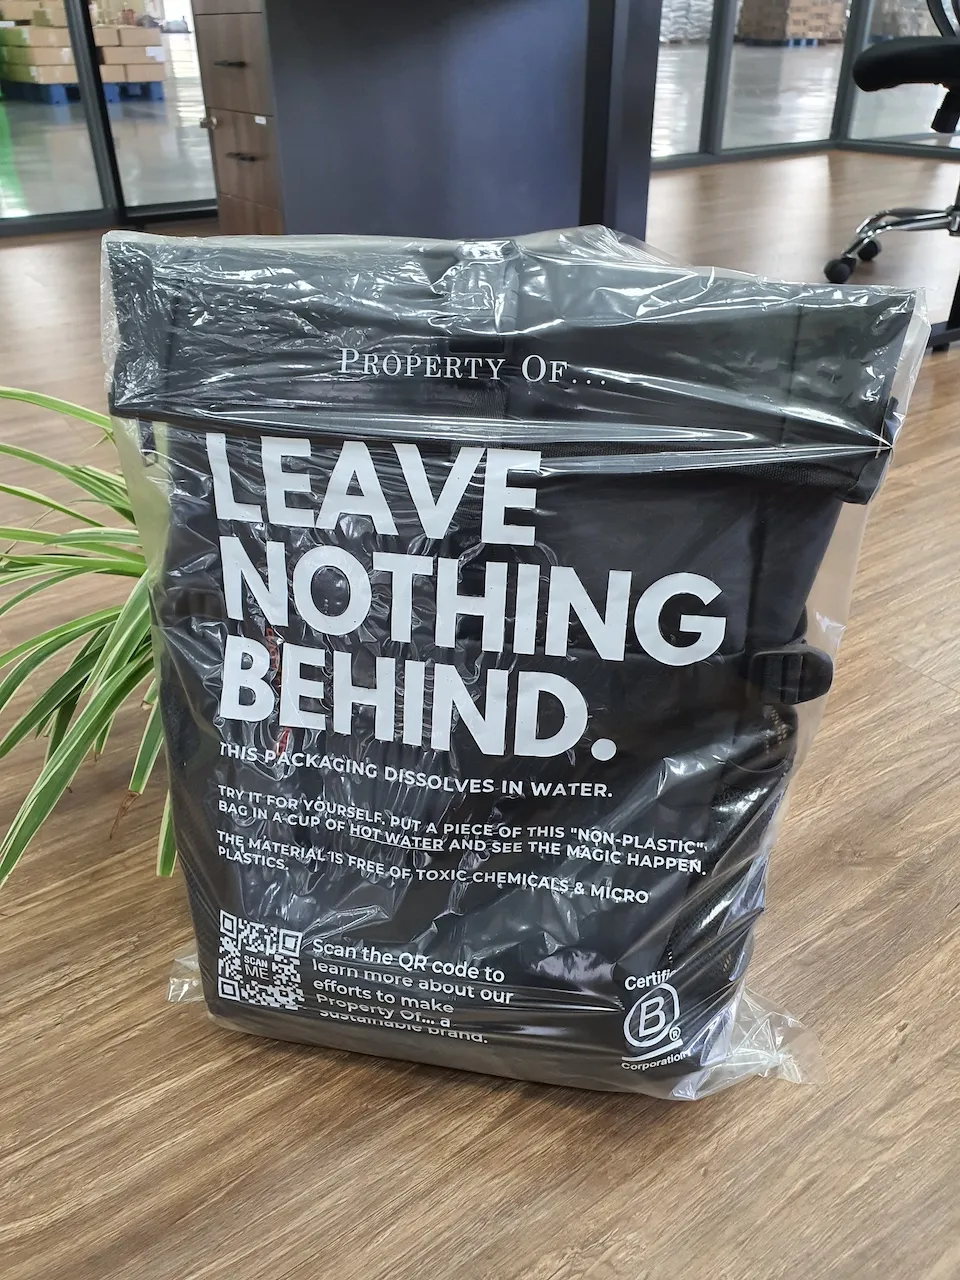 PROPERTY OF...
LEAVE
NOTHING
BEHIND.
THIS PACKAGING DISSOLVES IN WATER.
TRY IT FOR YOURSELF. PUT A PIECE OF THIS "NON-PLASTIC"
BAG IN A CUP OF HOT WATER AND SEE THE MAGIC HAPPEN.
THE MATERIAL IS FREE OF TOXIC CHEMICALS & MICRO
PLASTICS.
SCAN
ME
Scan the QR code to
learn more about our
efforts to make
Property Of... a
sustainable brand.
Certifi
B
®
Corporation